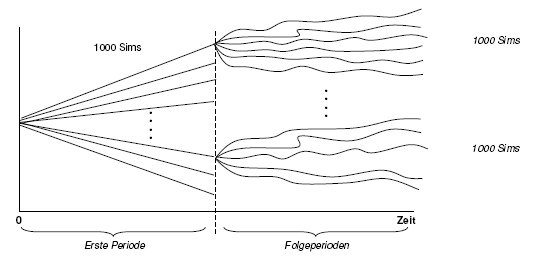 1000 Sims
1000 Sims
1000 Sims
0
Zeit
Erste Periode
Folgeperioden